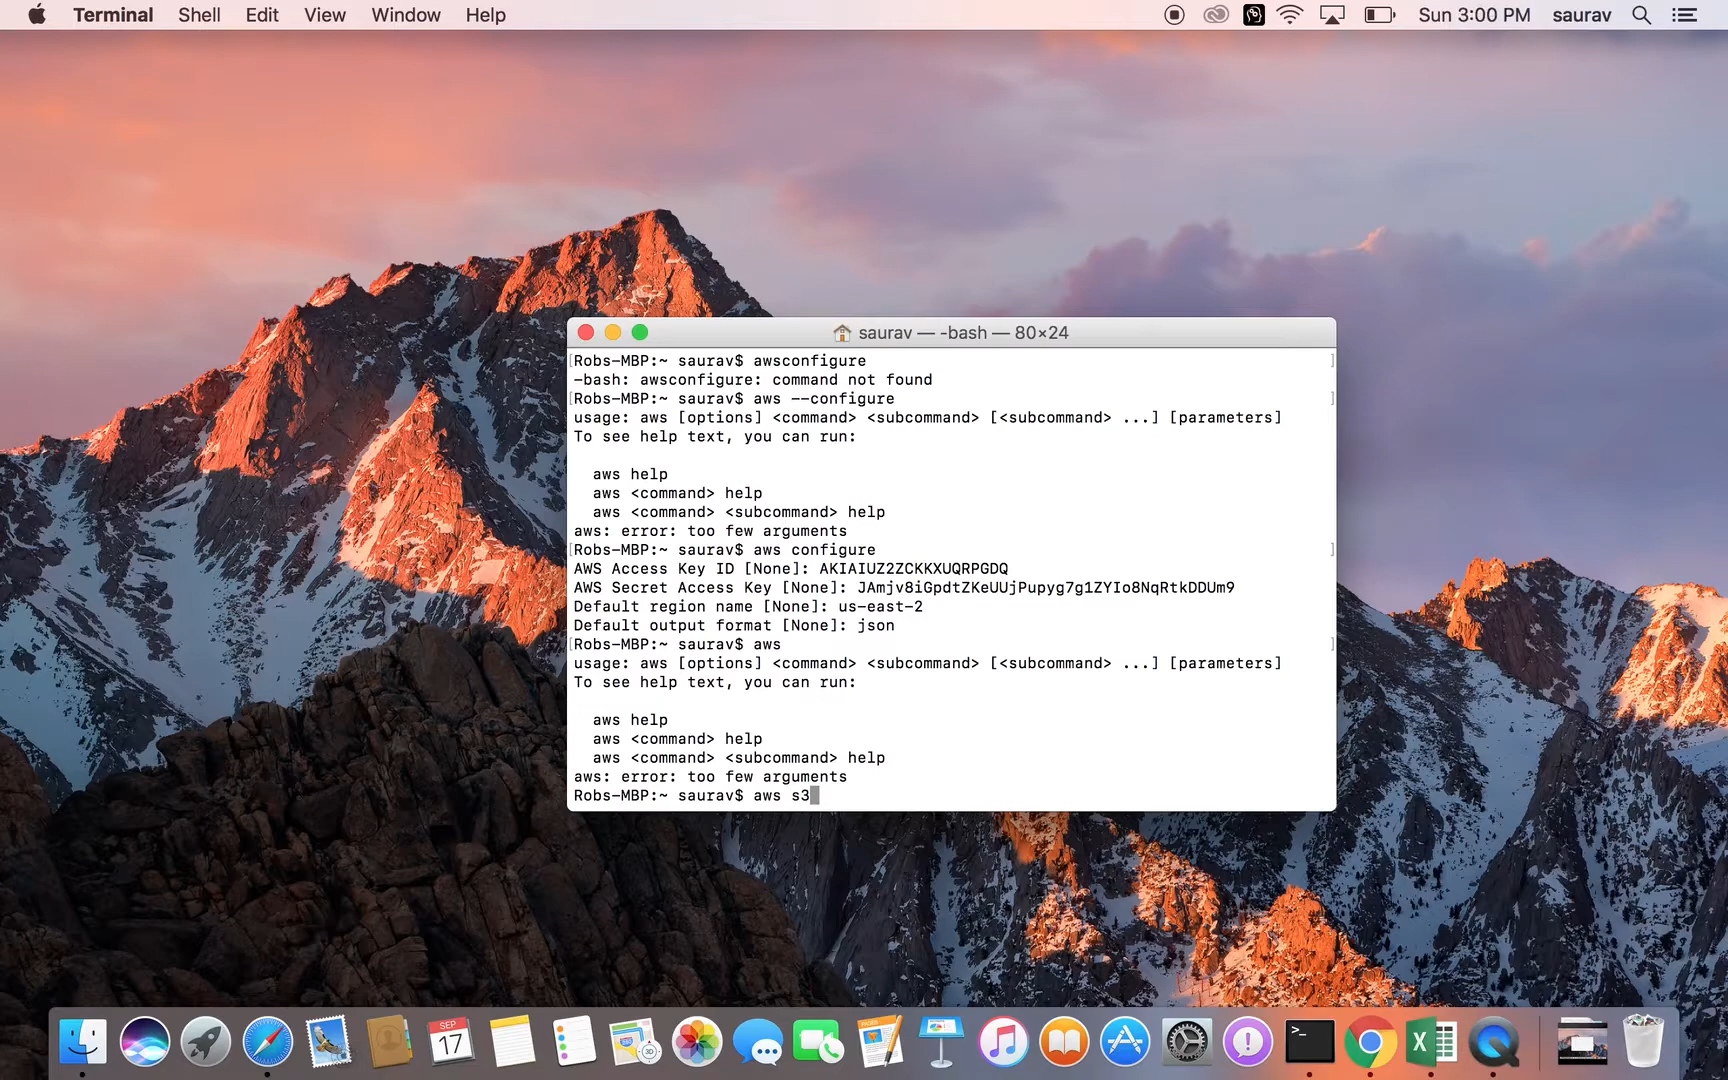 Terminal Shell Edit View Window Help Sun 3:00 PM saurav
saurav — -bash — 80×24
[Robs-MBP:~ saurav$ awsconfigure ]
-bash: awsconfigure: command not found
[Robs-MBP:~ saurav$ aws --configure ]
usage: aws [options] <command> <subcommand> [<subcommand> ...] [parameters]
To see help text, you can run:
aws help
aws <command> help
aws <command> <subcommand> help
aws: error: too few arguments
[Robs-MBP:~ saurav$ aws configure ]
AWS Access Key ID [None]: AKIAIUZ2ZCKKXUQRPGDQ
AWS Secret Access Key [None]: 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
Default region name [None]: us-east-2
Default output format [None]: json
[Robs-MBP:~ saurav$ aws ]
usage: aws [options] <command> <subcommand> [<subcommand> ...] [parameters]
To see help text, you can run:
aws help
aws <command> help
aws <command> <subcommand> help
aws: error: too few arguments
Robs-MBP:~ saurav$ aws s3
SEP
17
PAGES
3D
>_
X